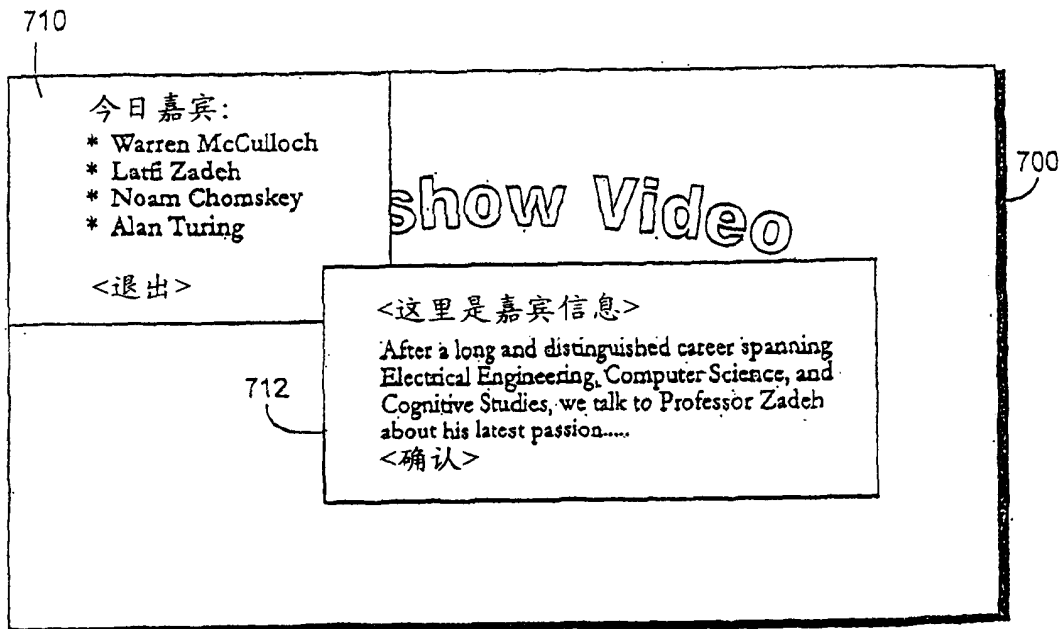 710
今日嘉宾:
* Warren McCulloch
* Latfi Zadeh
* Noam Chomskey
* Alan Turing
<退出>
show Video
700
<这里是嘉宾信息>
After a long and distinguished career spanning
Electrical Engineering, Computer Science, and
Cognitive Studies, we talk to Professor Zadeh
about his latest passion.....
<确认>
712